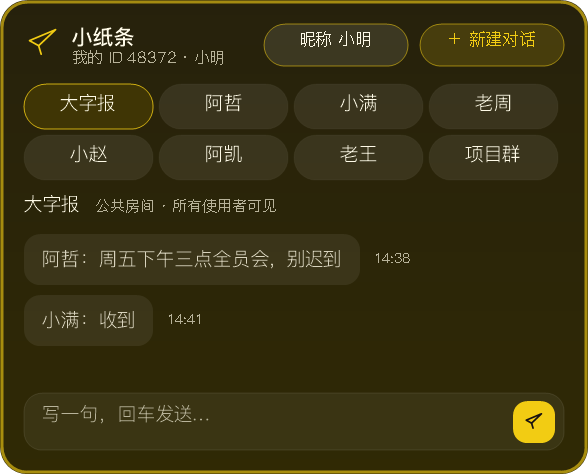 小纸条
我的 ID 48372 · 小明
昵称 小明
+ 新建对话
大字报 阿哲 小满 老周
小赵 阿凯 老王 项目群
大字报 公共房间 · 所有使用者可见
阿哲：周五下午三点全员会，别迟到 14:38
小满：收到 14:41
写一句，回车发送...